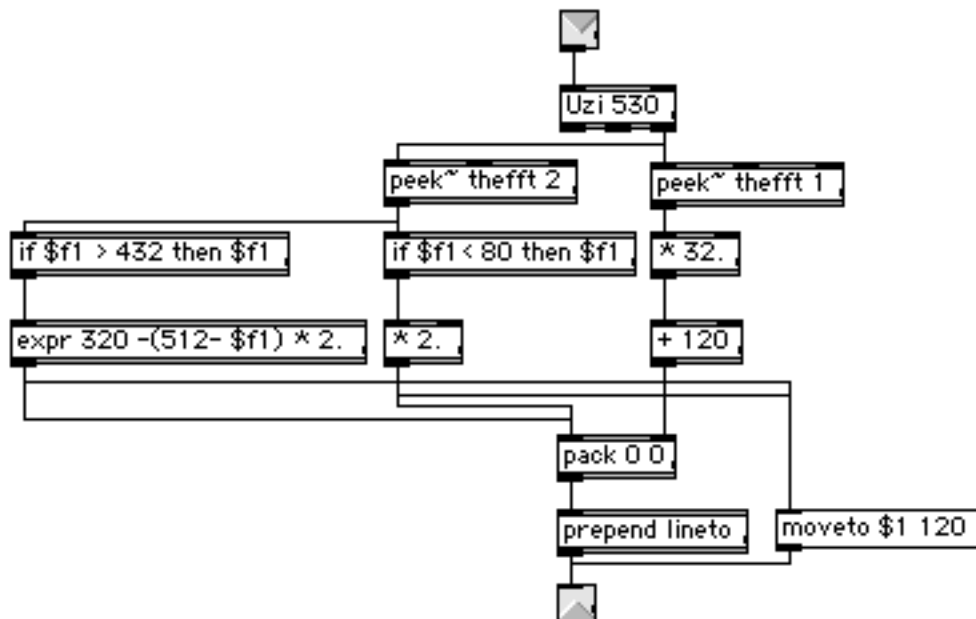 Uzi 530
peek~ thefft 2
peek~ thefft 1
if $f1 > 432 then $f1
if $f1< 80 then $f1
* 32.
expr 320 -(512- $f1) * 2.
* 2.
+ 120
pack 0 0
prepend lineto
moveto $1 120